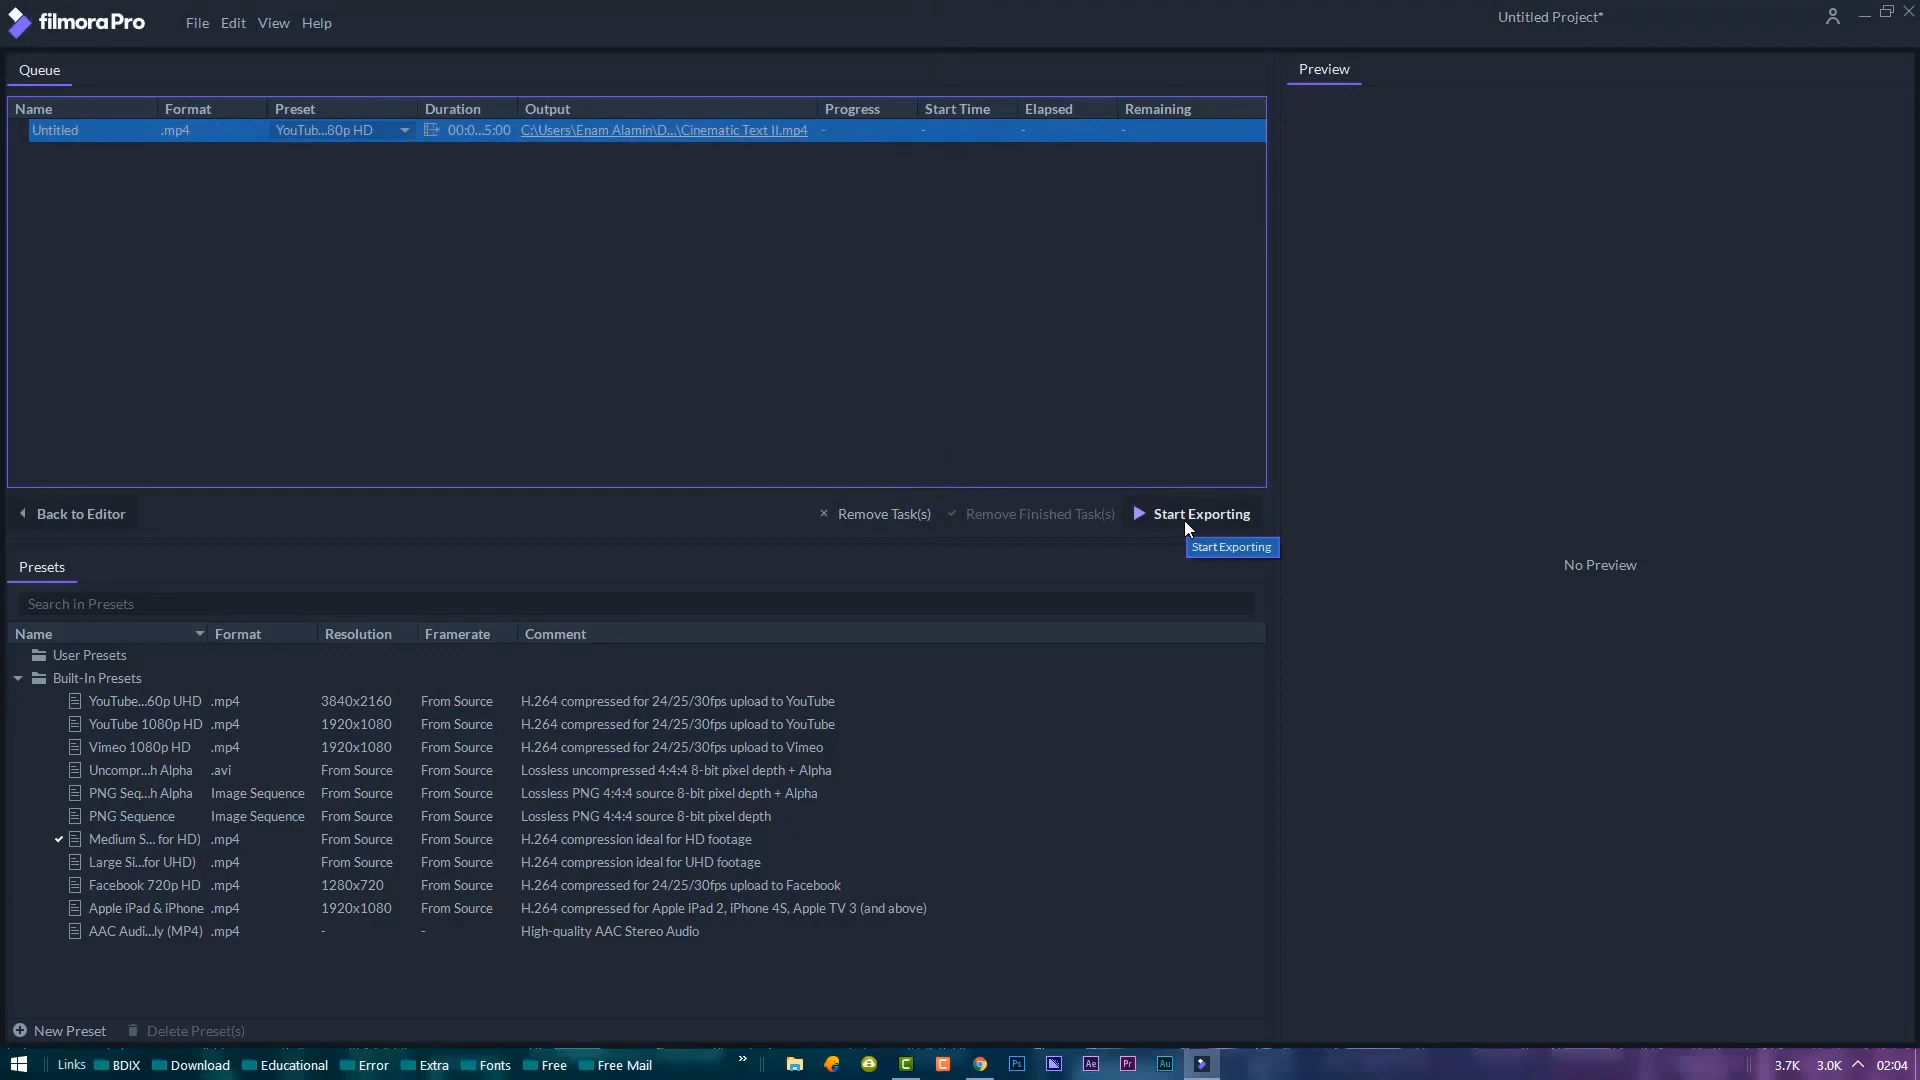 filmoraPro File Edit View Help Untitled Project*
Queue
Preview
Name Format Preset Duration Output Progress Start Time Elapsed Remaining
Untitled .mp4 YouTub...80p HD 00:0...5:00 C:\Users\Enam Alamin\D...\Cinematic Text II.mp4 - - - -
Back to Editor Remove Task(s) Remove Finished Task(s) Start Exporting
Start Exporting
Presets
No Preview
Search in Presets
Name Format Resolution Framerate Comment
User Presets
Built-In Presets
YouTube...60p UHD .mp4 3840x2160 From Source H.264 compressed for 24/25/30fps upload to YouTube
YouTube 1080p HD .mp4 1920x1080 From Source H.264 compressed for 24/25/30fps upload to YouTube
Vimeo 1080p HD .mp4 1920x1080 From Source H.264 compressed for 24/25/30fps upload to Vimeo
Uncompr...h Alpha .avi From Source From Source Lossless uncompressed 4:4:4 8-bit pixel depth + Alpha
PNG Seq...h Alpha Image Sequence From Source From Source Lossless PNG 4:4:4 source 8-bit pixel depth + Alpha
PNG Sequence Image Sequence From Source From Source Lossless PNG 4:4:4 source 8-bit pixel depth
Medium S... for HD) .mp4 From Source From Source H.264 compression ideal for HD footage
Large Si...for UHD) .mp4 From Source From Source H.264 compression ideal for UHD footage
Facebook 720p HD .mp4 1280x720 From Source H.264 compressed for 24/25/30fps upload to Facebook
Apple iPad & iPhone .mp4 1920x1080 From Source H.264 compressed for Apple iPad 2, iPhone 4S, Apple TV 3 (and above)
AAC Audi...ly (MP4) .mp4 - - High-quality AAC Stereo Audio
New Preset Delete Preset(s)
Links BDIX Download Educational Error Extra Fonts Free Free Mail » Ps Ae Pr Au 3.7K 3.0K 02:04